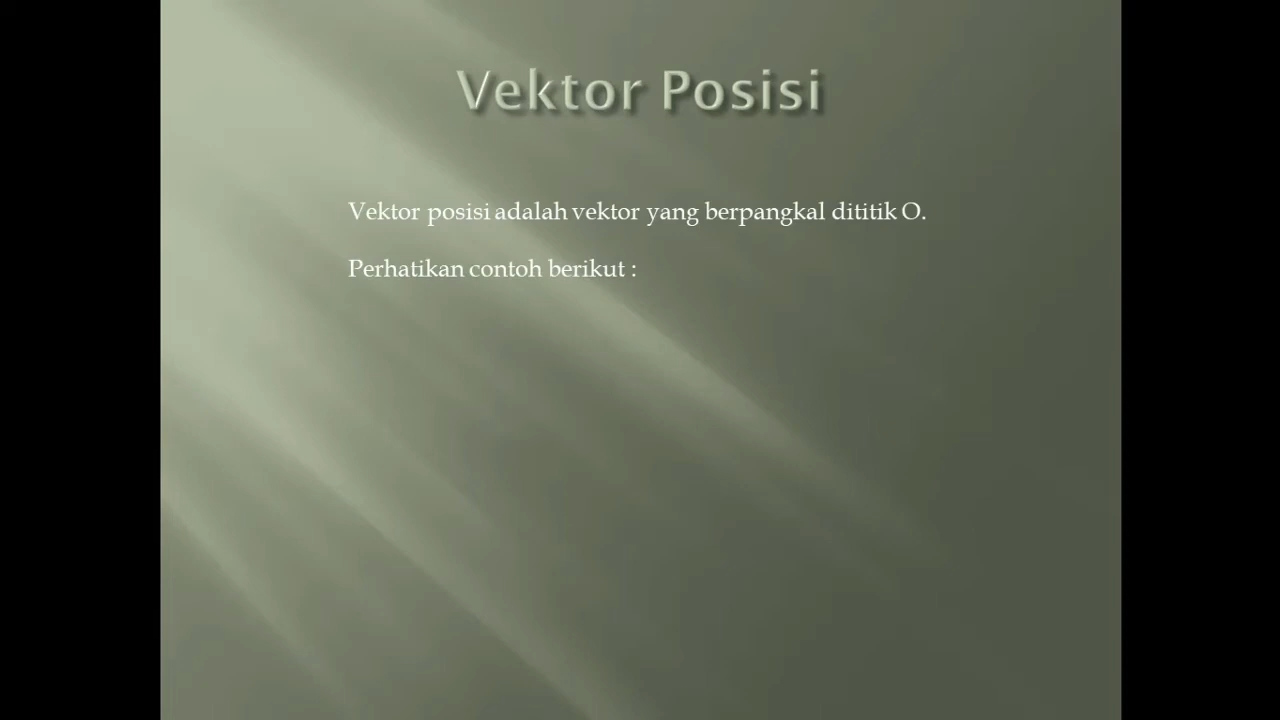 Vektor Posisi
Vektor posisi adalah vektor yang berpangkal dititik O.
Perhatikan contoh berikut :